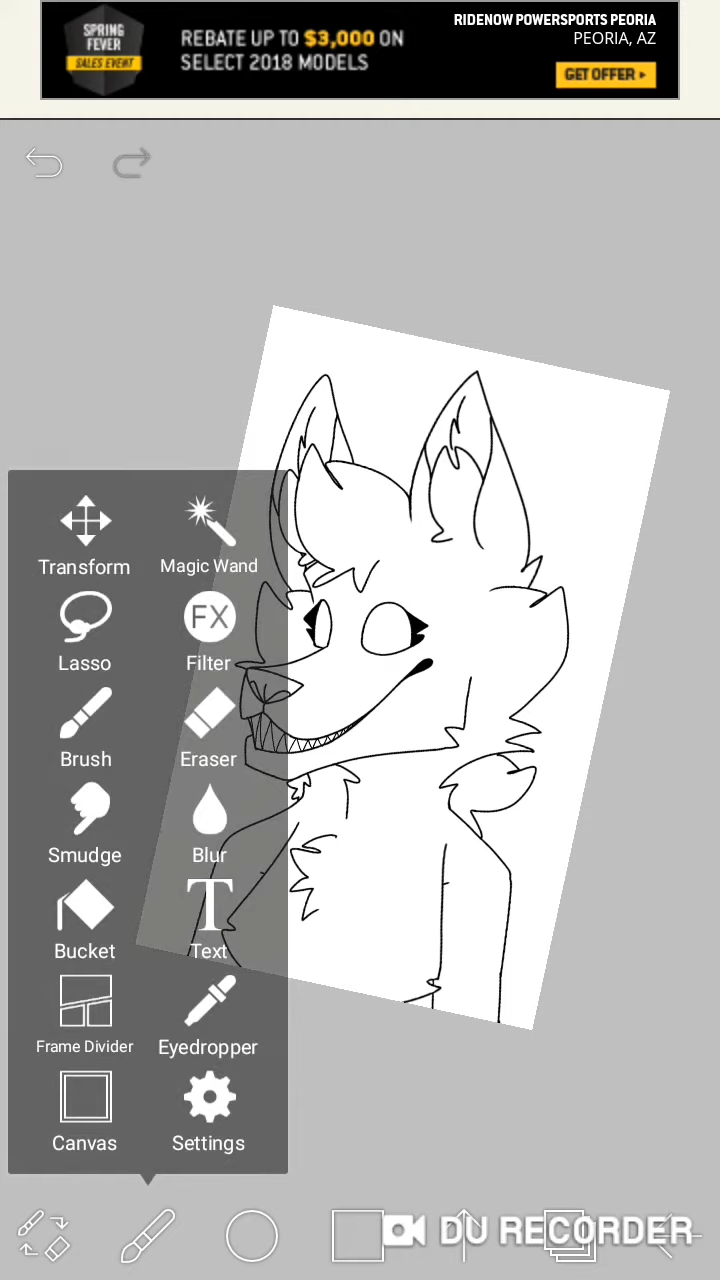 SPRING
FEVER
SALES EVENT
REBATE UP TO $3,000 ON
SELECT 2018 MODELS
RIDENOW POWERSPORTS PEORIA
PEORIA, AZ
GET OFFER
Transform
Magic Wand
Lasso
FX
Filter
Brush
Eraser
Smudge
Blur
Bucket
T
Text
Frame Divider
Eyedropper
Canvas
Settings
DU RECORDER